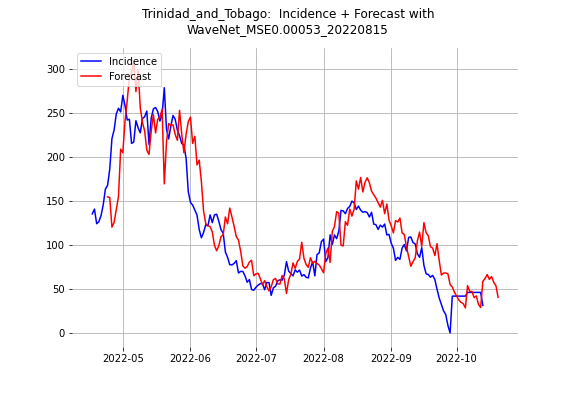 Trinidad_and_Tobago:  Incidence + Forecast with
WaveNet_MSE0.00053_20220815
Incidence
Forecast
300
250
200
150
100
50
0
2022-05 2022-06 2022-07 2022-08 2022-09 2022-10